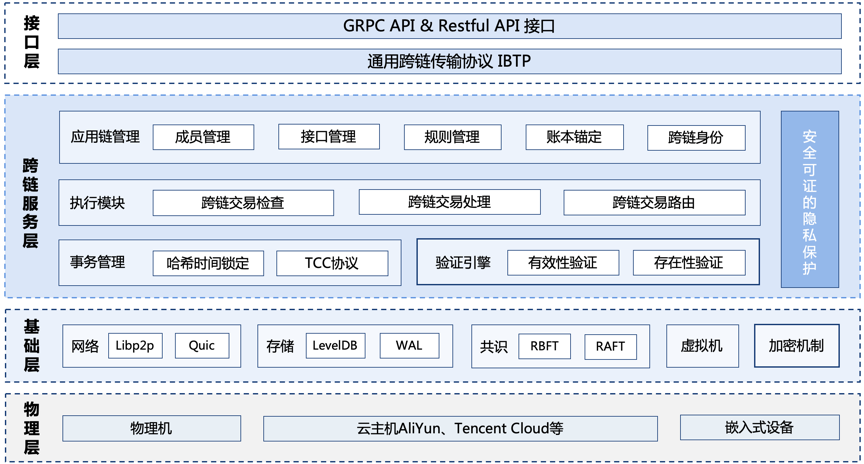 接口层
GRPC API & Restful API 接口
通用跨链传输协议 IBTP
跨链服务层
应用链管理 成员管理 接口管理 规则管理 账本锚定 跨链身份
执行模块 跨链交易检查 跨链交易处理 跨链交易路由
事务管理 哈希时间锁定 TCC协议 验证引擎 有效性验证 存在性验证
安全可证的隐私保护
基础层
网络 Libp2p Quic 存储 LevelDB WAL 共识 RBFT RAFT 虚拟机 加密机制
物理层
物理机 云主机AliYun、Tencent Cloud等 嵌入式设备